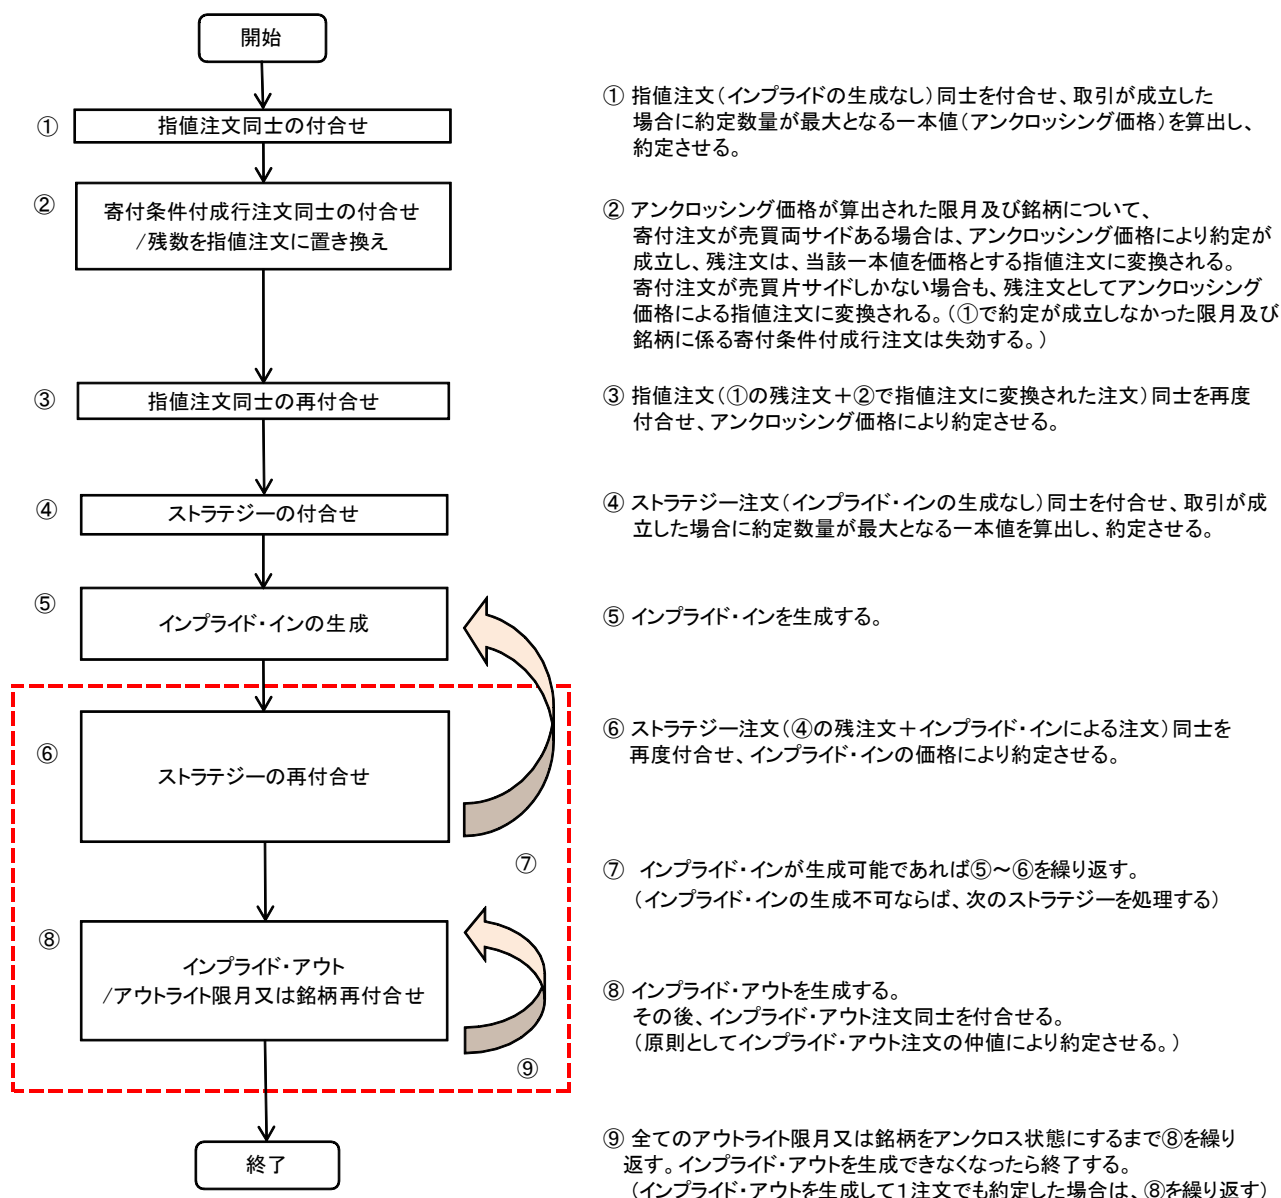 開始
① 指値注文同士の付合せ
② 寄付条件付成行注文同士の付合せ
/残数を指値注文に置き換え
③ 指値注文同士の再付合せ
④ ストラテジーの付合せ
⑤ インプライド・インの生成
⑥ ストラテジーの再付合せ
⑦
⑧ インプライド・アウト
/アウトライト限月又は銘柄再付合せ
⑨
終了
① 指値注文（インプライドの生成なし）同士を付合せ、取引が成立した
場合に約定数量が最大となる一本値（アンクロッシング価格）を算出し、
約定させる。
② アンクロッシング価格が算出された限月及び銘柄について、
寄付注文が売買両サイドある場合は、アンクロッシング価格により約定が
成立し、残注文は、当該一本値を価格とする指値注文に変換される。
寄付注文が売買片サイドしかない場合も、残注文としてアンクロッシング
価格による指値注文に変換される。（①で約定が成立しなかった限月及び
銘柄に係る寄付条件付成行注文は失効する。）
③ 指値注文（①の残注文＋②で指値注文に変換された注文）同士を再度
付合せ、アンクロッシング価格により約定させる。
④ ストラテジー注文（インプライド・インの生成なし）同士を付合せ、取引が成
立した場合に約定数量が最大となる一本値を算出し、約定させる。
⑤ インプライド・インを生成する。
⑥ ストラテジー注文（④の残注文＋インプライド・インによる注文）同士を
再度付合せ、インプライド・インの価格により約定させる。
⑦ インプライド・インが生成可能であれば⑤～⑥を繰り返す。
（インプライド・インの生成不可ならば、次のストラテジーを処理する）
⑧ インプライド・アウトを生成する。
その後、インプライド・アウト注文同士を付合せる。
（原則としてインプライド・アウト注文の仲値により約定させる。）
⑨ 全てのアウトライト限月又は銘柄をアンクロス状態にするまで⑧を繰り
返す。インプライド・アウトを生成できなくなったら終了する。
（インプライド・アウトを生成して1注文でも約定した場合は、⑧を繰り返す）